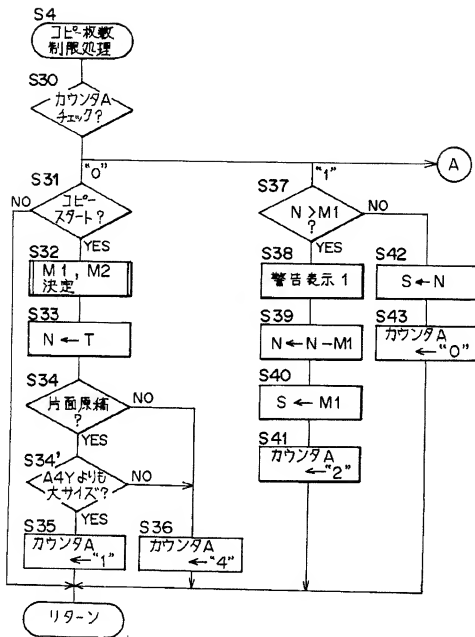 S4
コピー枚数
制限処理
S30
カウンタA
チェック?
A
"0"
S31
コピー
スタート?
NO
YES
S32
M1, M2
決定
S33
N ← T
S34
片面原稿
?
NO
YES
S34'
A4Yよりも
大サイズ?
NO
YES
S35
カウンタA
← "1"
S36
カウンタA
← "4"
"1"
S37
N > M1
?
NO
YES
S38
警告表示 1
S39
N ← N-M1
S40
S ← M1
S41
カウンタA
← "2"
S42
S ← N
S43
カウンタA
← "0"
リターン